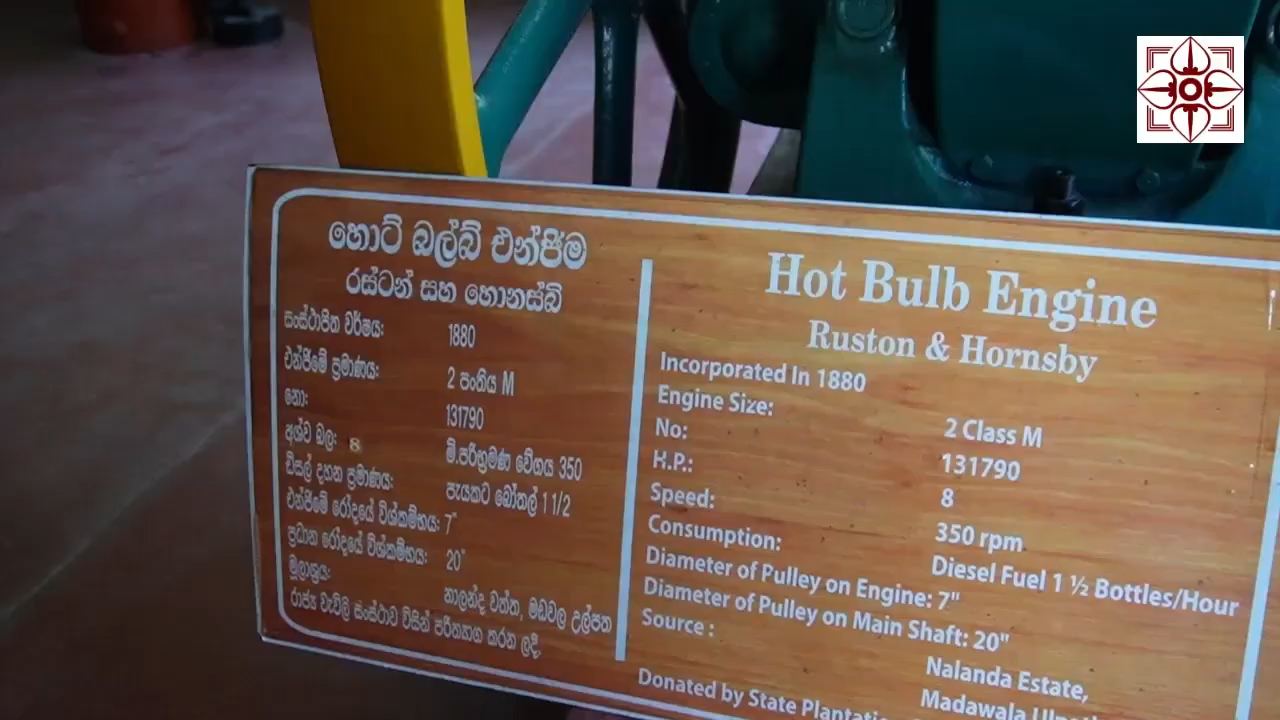 හොට් බල්බ් එන්ජිම
රස්ටන් සහ හොනස්බි
සංස්ථාපිත වර්ෂය: 1880
එන්ජිමේ ප්‍රමාණය: 2 පංතිය M
නො: 131790
අශ්ව බල: 8
මි.පරිභ්‍රමණ වේගය 350
ඩීසල් දහන ප්‍රමාණය: පැයකට බෝතල් 1 1/2
එන්ජිමේ රෝදයේ විශ්කම්භය: 7"
ප්‍රධාන රෝදයේ විශ්කම්භය: 20"
මූලාශ්‍රය: නාලන්ද වත්ත, මඩවල උල්පත
රාජ්‍ය වැවිලි සංස්ථාව විසින් පරිත්‍යාග කරන ලදී.
Hot Bulb Engine
Ruston & Hornsby
Incorporated In 1880
Engine Size: 2 Class M
No: 131790
H.P.: 8
Speed: 350 rpm
Consumption: Diesel Fuel 1 ½ Bottles/Hour
Diameter of Pulley on Engine: 7"
Diameter of Pulley on Main Shaft: 20"
Source : Nalanda Estate,
Madawala
Donated by State